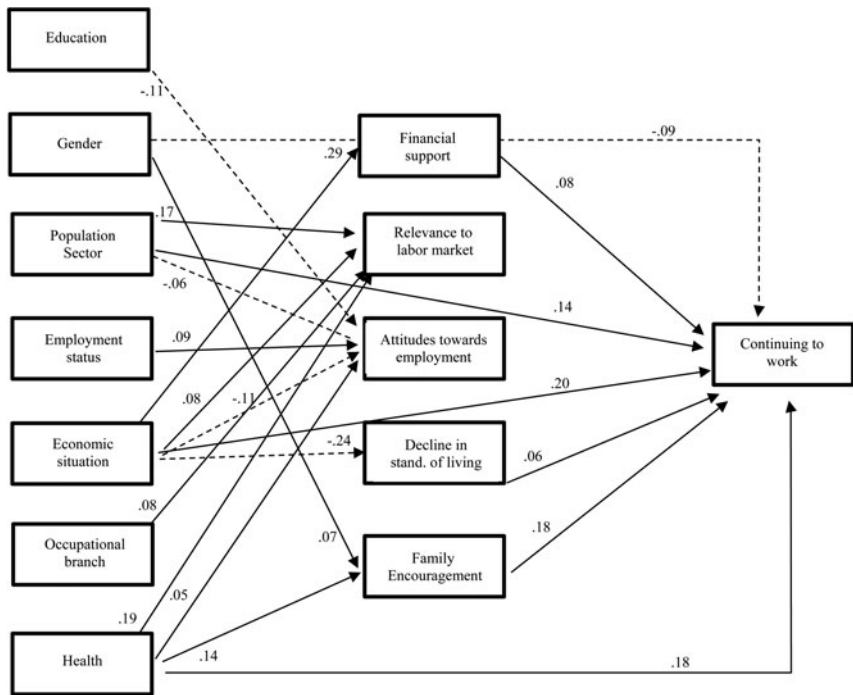 Education
-.11
Gender
Financial
support
-.09
.29
.08
Population
Sector
.17
Relevance to
labor market
-.06
.14
Employment
status
.09
Attitudes towards
employment
Continuing to
work
.08
-.11
.20
Economic
situation
-.24
Decline in
stand. of living
.06
.08
.18
Occupational
branch
.07
Family
Encouragement
.05
.19
Health
.14
.18